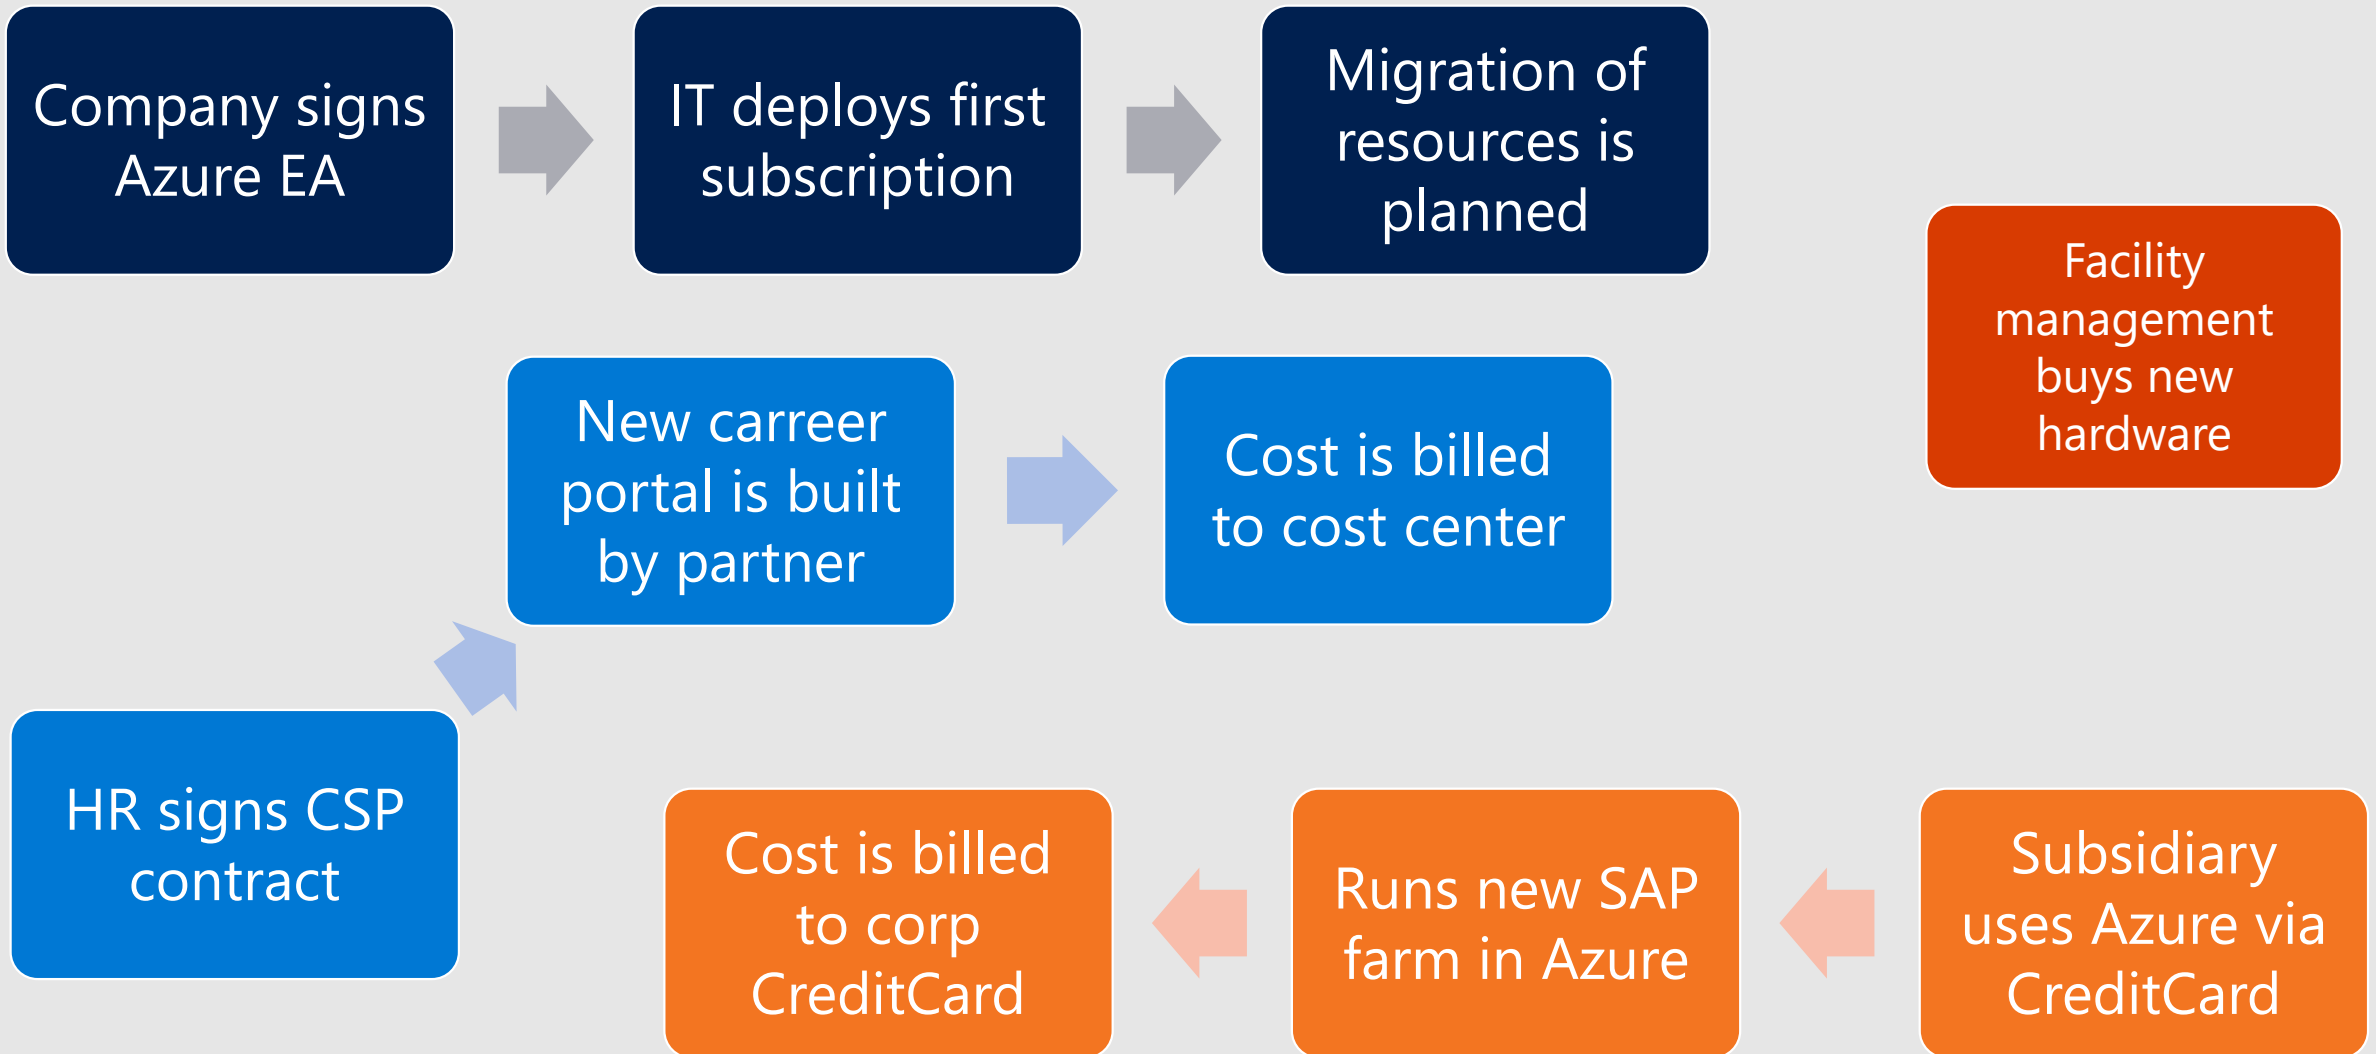 Company signs
Azure EA
IT deploys first
subscription
Migration of
resources is
planned
Facility
management
buys new
hardware
New carreer
portal is built
by partner
Cost is billed
to cost center
HR signs CSP
contract
Cost is billed
to corp
CreditCard
Runs new SAP
farm in Azure
Subsidiary
uses Azure via
CreditCard